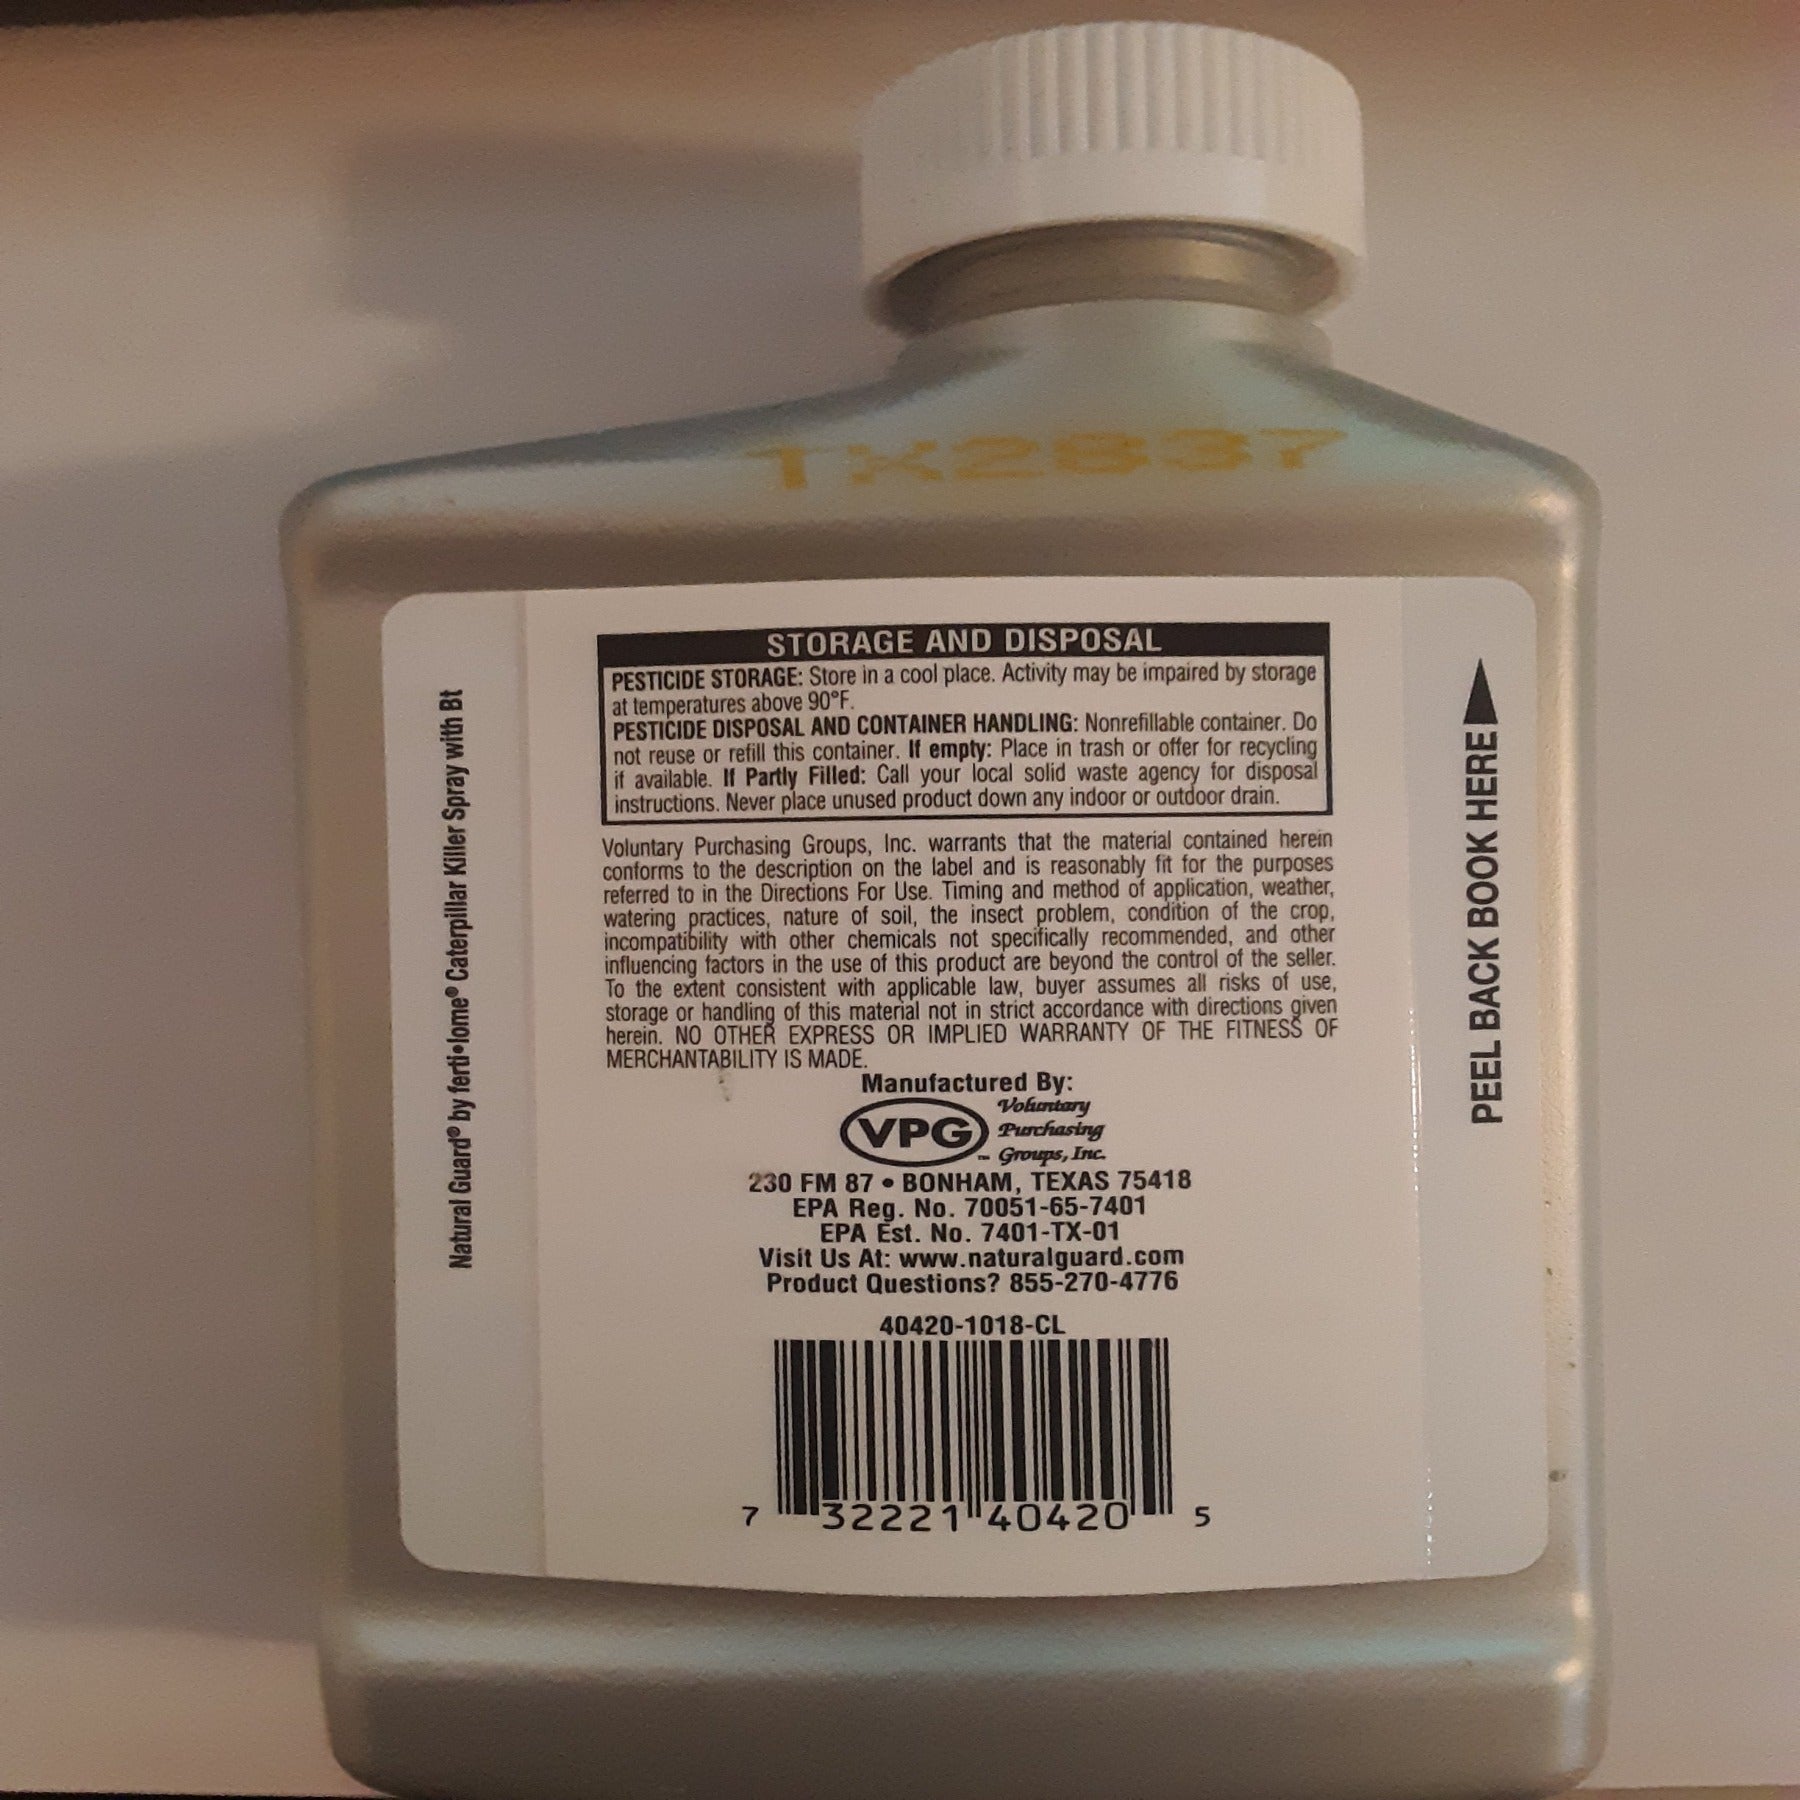 TX2837
STORAGE AND DISPOSAL
PESTICIDE STORAGE: Store in a cool place. Activity may be impaired by storage
at temperatures above 90°F.
PESTICIDE DISPOSAL AND CONTAINER HANDLING: Nonrefillable container. Do
not reuse or refill this container. If empty: Place in trash or offer for recycling
if available. If Partly Filled: Call your local solid waste agency for disposal
instructions. Never place unused product down any indoor or outdoor drain.
Voluntary Purchasing Groups, Inc. warrants that the material contained herein
conforms to the description on the label and is reasonably fit for the purposes
referred to in the Directions For Use. Timing and method of application, weather,
watering practices, nature of soil, the insect problem, condition of the crop,
incompatibility with other chemicals not specifically recommended, and other
influencing factors in the use of this product are beyond the control of the seller.
To the extent consistent with applicable law, buyer assumes all risks of use,
storage or handling of this material not in strict accordance with directions given
herein. NO OTHER EXPRESS OR IMPLIED WARRANTY OF THE FITNESS OF
MERCHANTABILITY IS MADE.
Manufactured By:
VPG™ Voluntary
Purchasing
Groups, Inc.
230 FM 87 • BONHAM, TEXAS 75418
EPA Reg. No. 70051-65-7401
EPA Est. No. 7401-TX-01
Visit Us At: www.naturalguard.com
Product Questions? 855-270-4776
40420-1018-CL
7 32221 40420 5
Natural Guard® by ferti•lome® Caterpillar Killer Spray with Bt
PEEL BACK BOOK HERE